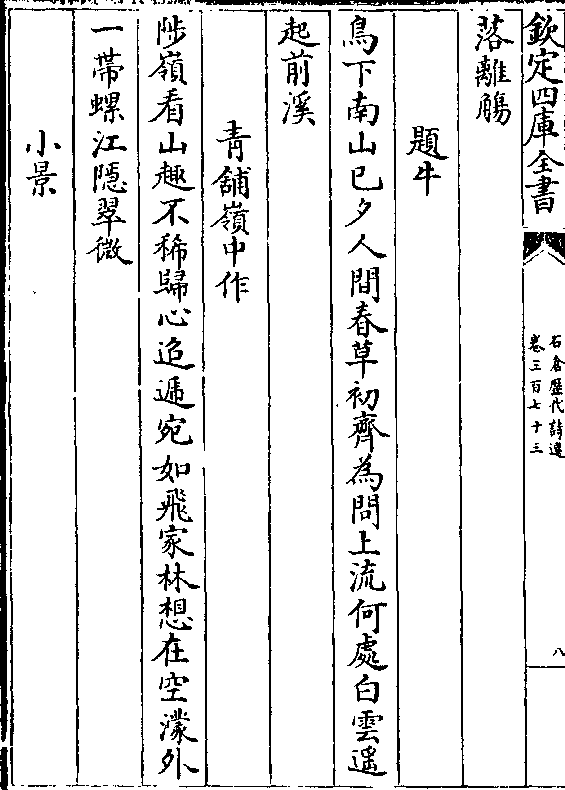 欽定四庫全書
石倉歷代詩選
卷三百七十三
八
落離觴
題牛
鳥下南山已夕人間春草初齊為問上流何處白雲遥
起前溪
青舖嶺中作
陟嶺看山趣不稀歸心迢遞宛如飛家林想在空濛外
一帶螺江隱翠微
小景